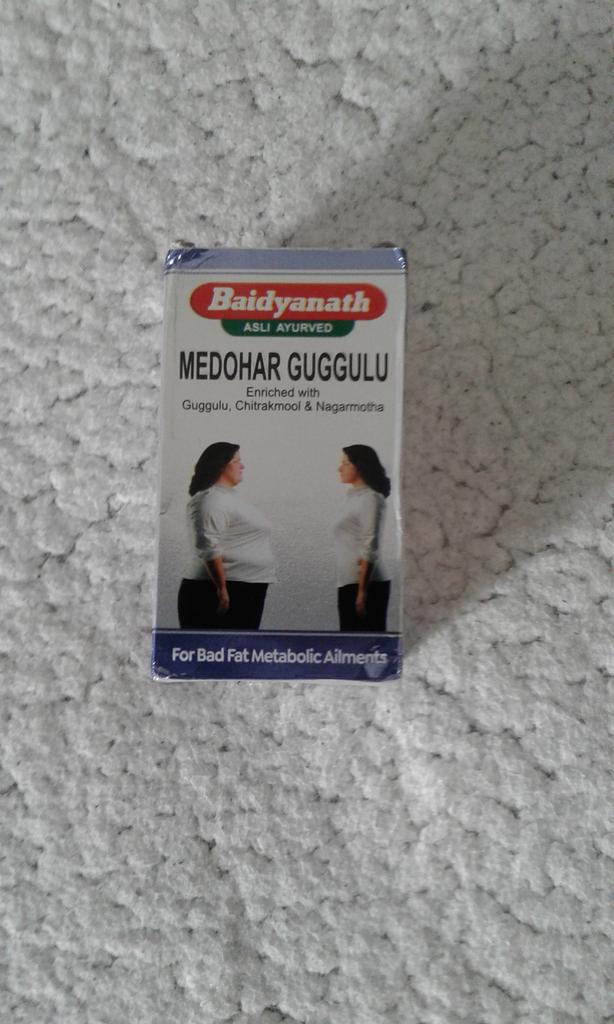 Baidyanath
ASLI AYURVED
MEDOHAR GUGGULU
Enriched with
Guggulu, Chitrakmool & Nagarmotha
For Bad Fat Metabolic Ailments